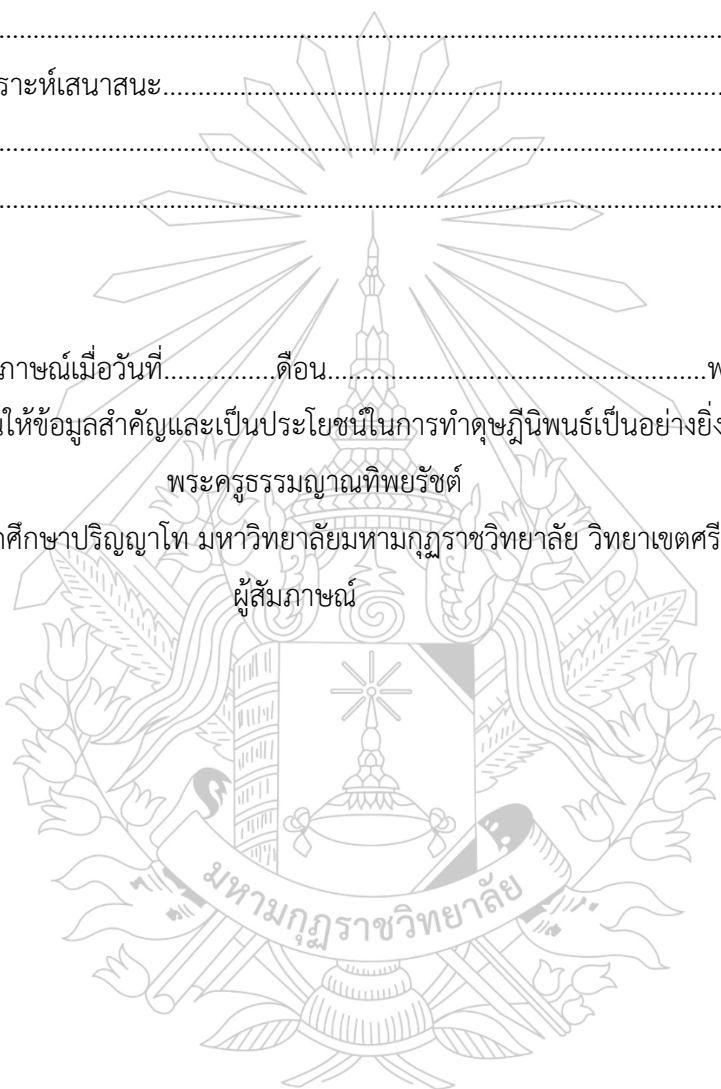 ................................................................................
ราะห์เสนาสนะ................................................................................
................................................................................
................................................................................
ภาษณ์เมื่อวันที่................เดือน......................................................พ
ให้ข้อมูลสำคัญและเป็นประโยชน์ในการทำดุษฎีนิพนธ์เป็นอย่างยิ่ง
พระครูธรรมญาณทิพยรัชต์
ศึกษาปริญญาโท มหาวิทยาลัยมหามกุฏราชวิทยาลัย วิทยาเขตศรี
ผู้สัมภาษณ์
มหามกุฏราชวิทยาลัย